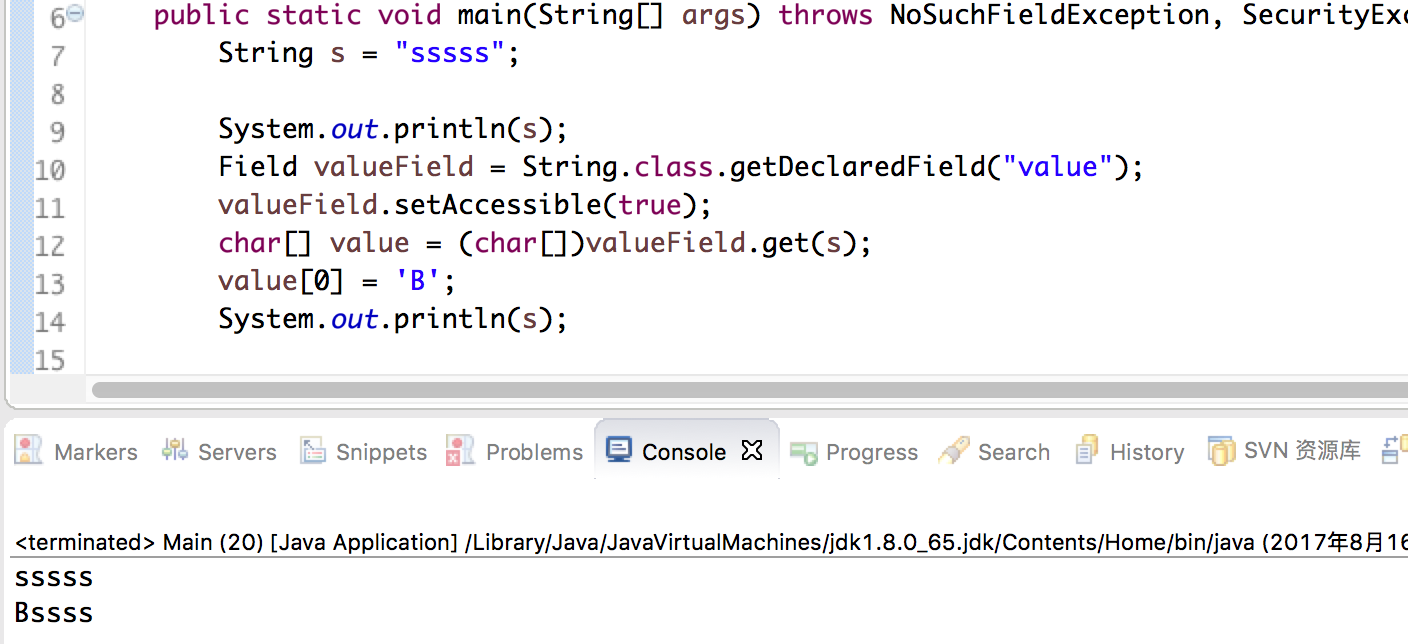 6 public static void main(String[] args) throws NoSuchFieldException, SecurityExc
7 String s = "sssss";
8
9 System.out.println(s);
10 Field valueField = String.class.getDeclaredField("value");
11 valueField.setAccessible(true);
12 char[] value = (char[])valueField.get(s);
13 value[0] = 'B';
14 System.out.println(s);
15
Markers Servers Snippets Problems Console Progress Search History SVN 资源库
<terminated> Main (20) [Java Application] /Library/Java/JavaVirtualMachines/jdk1.8.0_65.jdk/Contents/Home/bin/java (2017年8月16
sssss
Bssss